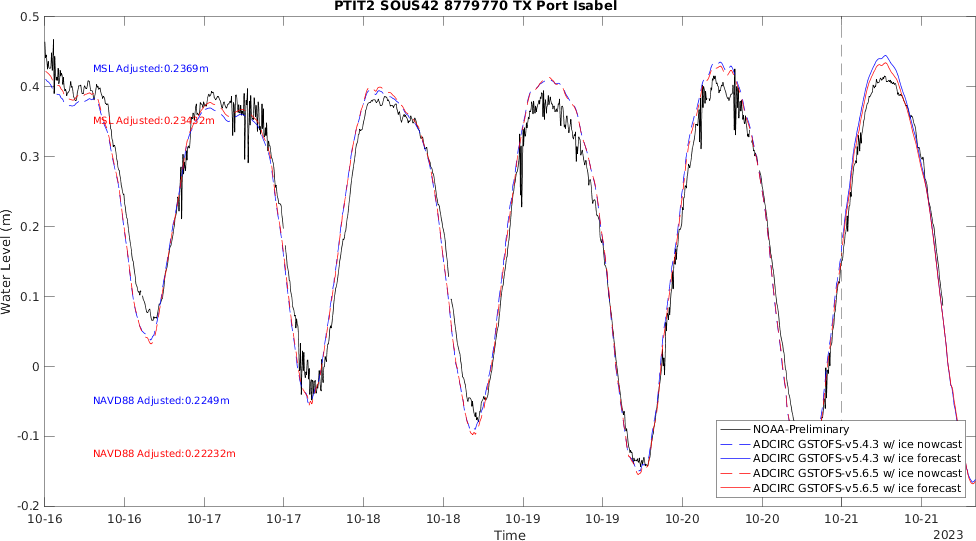 PTIT2 SOUS42 8779770 TX Port Isabel
0.5
0.4
0.3
0.2
0.1
0
-0.1
-0.2
Water Level (m)
MSL Adjusted:0.2369m
MSL Adjusted:0.23432m
NAVD88 Adjusted:0.2249m
NAVD88 Adjusted:0.22232m
NOAA-Preliminary
ADCIRC GSTOFS-v5.4.3 w/ ice nowcast
ADCIRC GSTOFS-v5.4.3 w/ ice forecast
ADCIRC GSTOFS-v5.6.5 w/ ice nowcast
ADCIRC GSTOFS-v5.6.5 w/ ice forecast
10-16 10-16 10-17 10-17 10-18 10-18 10-19 10-19 10-20 10-20 10-21 10-21
Time
2023